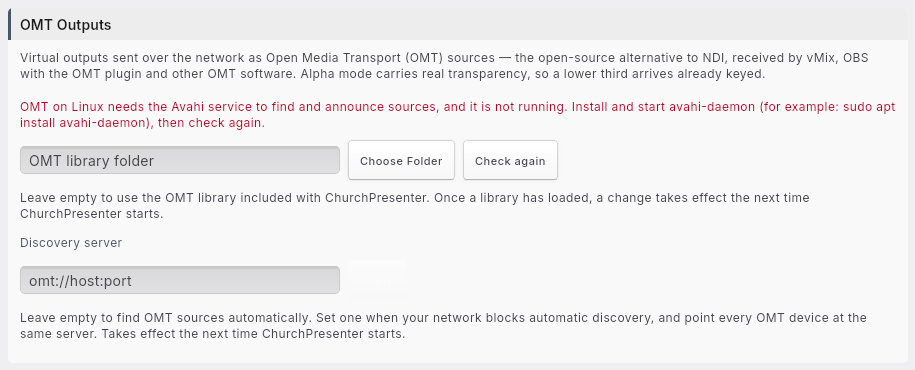 OMT Outputs
Virtual outputs sent over the network as Open Media Transport (OMT) sources — the open-source alternative to NDI, received by vMix, OBS
with the OMT plugin and other OMT software. Alpha mode carries real transparency, so a lower third arrives already keyed.
OMT on Linux needs the Avahi service to find and announce sources, and it is not running. Install and start avahi-daemon (for example: sudo apt
install avahi-daemon), then check again.
OMT library folder
Choose Folder
Check again
Leave empty to use the OMT library included with ChurchPresenter. Once a library has loaded, a change takes effect the next time
ChurchPresenter starts.
Discovery server
omt://host:port
Leave empty to find OMT sources automatically. Set one when your network blocks automatic discovery, and point every OMT device at the
same server. Takes effect the next time ChurchPresenter starts.